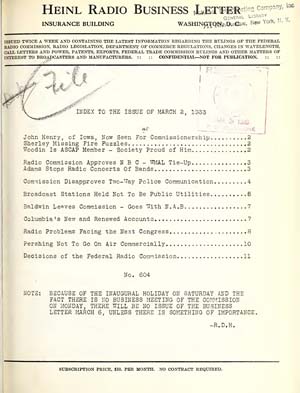 HEINL RADIO BUSINESS LETTER
INSURANCE BUILDING WASHINGTON, D. C.
ISSUED TWICE A WEEK AND CONTAINING THE LATEST INFORMATION REGARDING THE RULINGS OF THE FEDERAL
RADIO COMMISSION, RADIO LEGISLATION, DEPARTMENT OF COMMERCE REGULATIONS, CHANGES IN WAVELENGTH,
CALL LETTERS AND POWER, PATENTS, REPORTS, FEDERAL TRADE COMMISSION RULINGS AND OTHER MATTERS OF
INTEREST TO BROADCASTERS AND MANUFACTURERS. :: :: CONFIDENTIAL—NOT FOR PUBLICATION. :: ::
File
INDEX TO THE ISSUE OF MARCH 2, 1933
John Henry, of Iowa, Now Seen For Commissionership.........2
Sherley Missing Fire Puzzles...............................2
Woodin Is ASCAP Member - Society Proud of Him..............2
Radio Commission Approves N B C - WMAL Tie-Up..............3
Adams Stops Radio Concerts Of Bands........................3
Commission Disapproves Two-Way Police Communication........4
Broadcast Stations Held Not To Be Public Utilities.........6
Baldwin Leaves Commission - Goes With N.A.B................7
Columbia's New and Renewed Accounts........................7
Radio Problems Facing the Next Congress....................8
Pershing Not To Go On Air Commercially....................10
Decisions of the Federal Radio Commission.................11
No. 604
NOTE: BECAUSE OF THE INAUGURAL HOLIDAY ON SATURDAY AND THE
FACT THERE IS NO BUSINESS MEETING OF THE COMMISSION
ON MONDAY, THERE WILL BE NO ISSUE OF THE BUSINESS
LETTER MARCH 6, UNLESS THERE IS SOMETHING OF IMPORTANCE.
-R.D.H.
SUBSCRIPTION PRICE, $10. PER MONTH. NO CONTRACT REQUIRED.